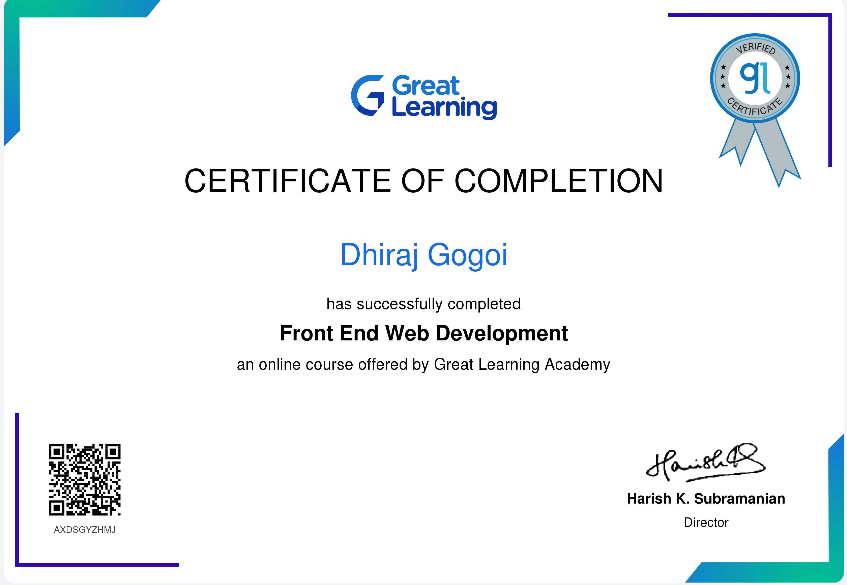 VERIFIED
gl
CERTIFICATE
Great
Learning
CERTIFICATE OF COMPLETION
Dhiraj Gogoi
has successfully completed
Front End Web Development
an online course offered by Great Learning Academy
AXDSGYZHMJ
Harish K. Subramanian
Director